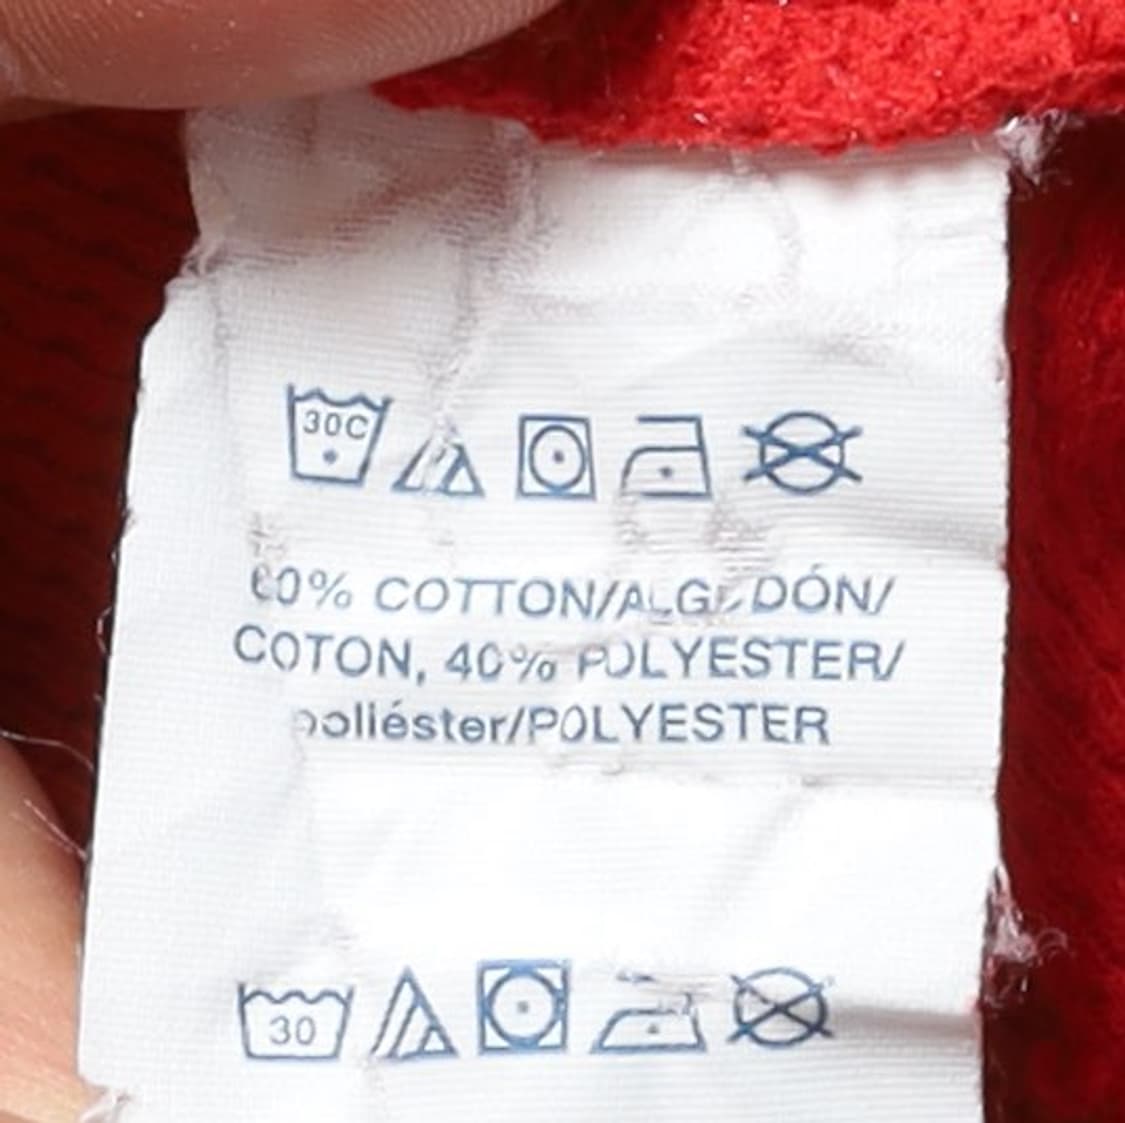 30C
60% COTTON/ALGODÓN/
COTON, 40% POLYESTER/
poliéster/POLYESTER
30